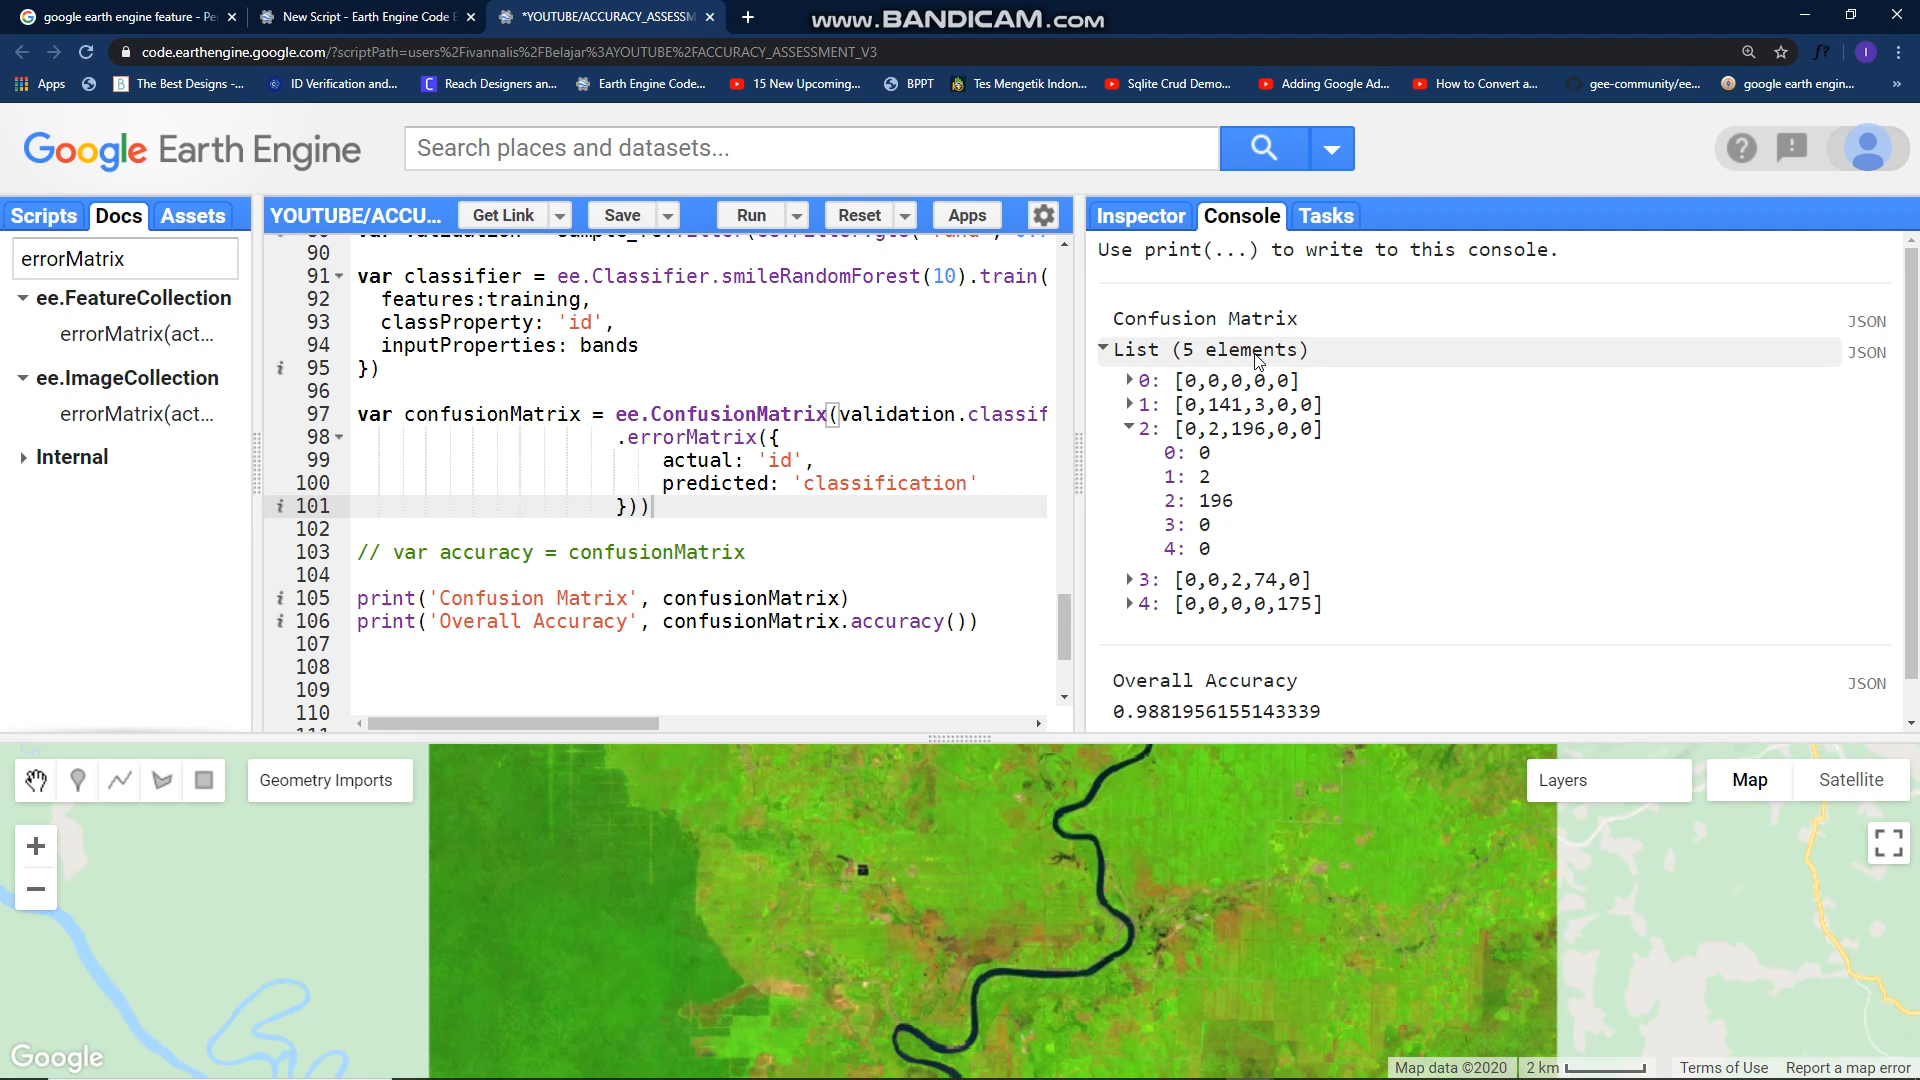 google earth engine feature - Pe
New Script - Earth Engine Code E
*YOUTUBE/ACCURACY_ASSESSM
www.BANDICAM.com
code.earthengine.google.com/?scriptPath=users%2Fivannalis%2FBelajar%3AYOUTUBE%2FACCURACY_ASSESSMENT_V3
Apps
The Best Designs -...
ID Verification and...
Reach Designers an...
Earth Engine Code...
15 New Upcoming...
BPPT
Tes Mengetik Indon...
Sqlite Crud Demo...
Adding Google Ad...
How to Convert a...
gee-community/ee...
google earth engin...
Google Earth Engine
Search places and datasets...
Scripts Docs Assets
errorMatrix
ee.FeatureCollection
errorMatrix(act...
ee.ImageCollection
errorMatrix(act...
Internal
YOUTUBE/ACCU... Get Link Save Run Reset Apps
90
91 var classifier = ee.Classifier.smileRandomForest(10).train(
92 features:training,
93 classProperty: 'id',
94 inputProperties: bands
95 })
96
97 var confusionMatrix = ee.ConfusionMatrix(validation.classif
98 .errorMatrix({
99 actual: 'id',
100 predicted: 'classification'
101 }))
102
103 // var accuracy = confusionMatrix
104
105 print('Confusion Matrix', confusionMatrix)
106 print('Overall Accuracy', confusionMatrix.accuracy())
107
108
109
110
Inspector Console Tasks
Use print(...) to write to this console.
Confusion Matrix JSON
List (5 elements) JSON
0: [0,0,0,0,0]
1: [0,141,3,0,0]
2: [0,2,196,0,0]
0: 0
1: 2
2: 196
3: 0
4: 0
3: [0,0,2,74,0]
4: [0,0,0,0,175]
Overall Accuracy JSON
0.9881956155143339
Geometry Imports
Layers
Map Satellite
+
−
Google
Map data ©2020 2 km Terms of Use Report a map error